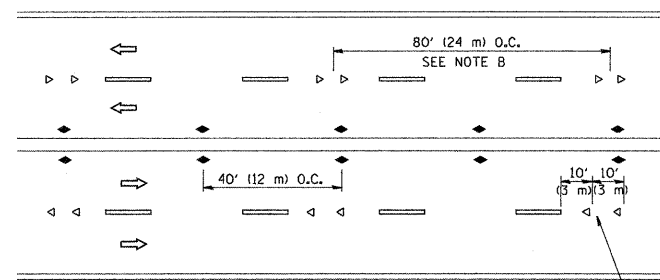 80' (24 m) O.C.
SEE NOTE B
40' (12 m) O.C.
10' 10'
(3 m) (3 m)